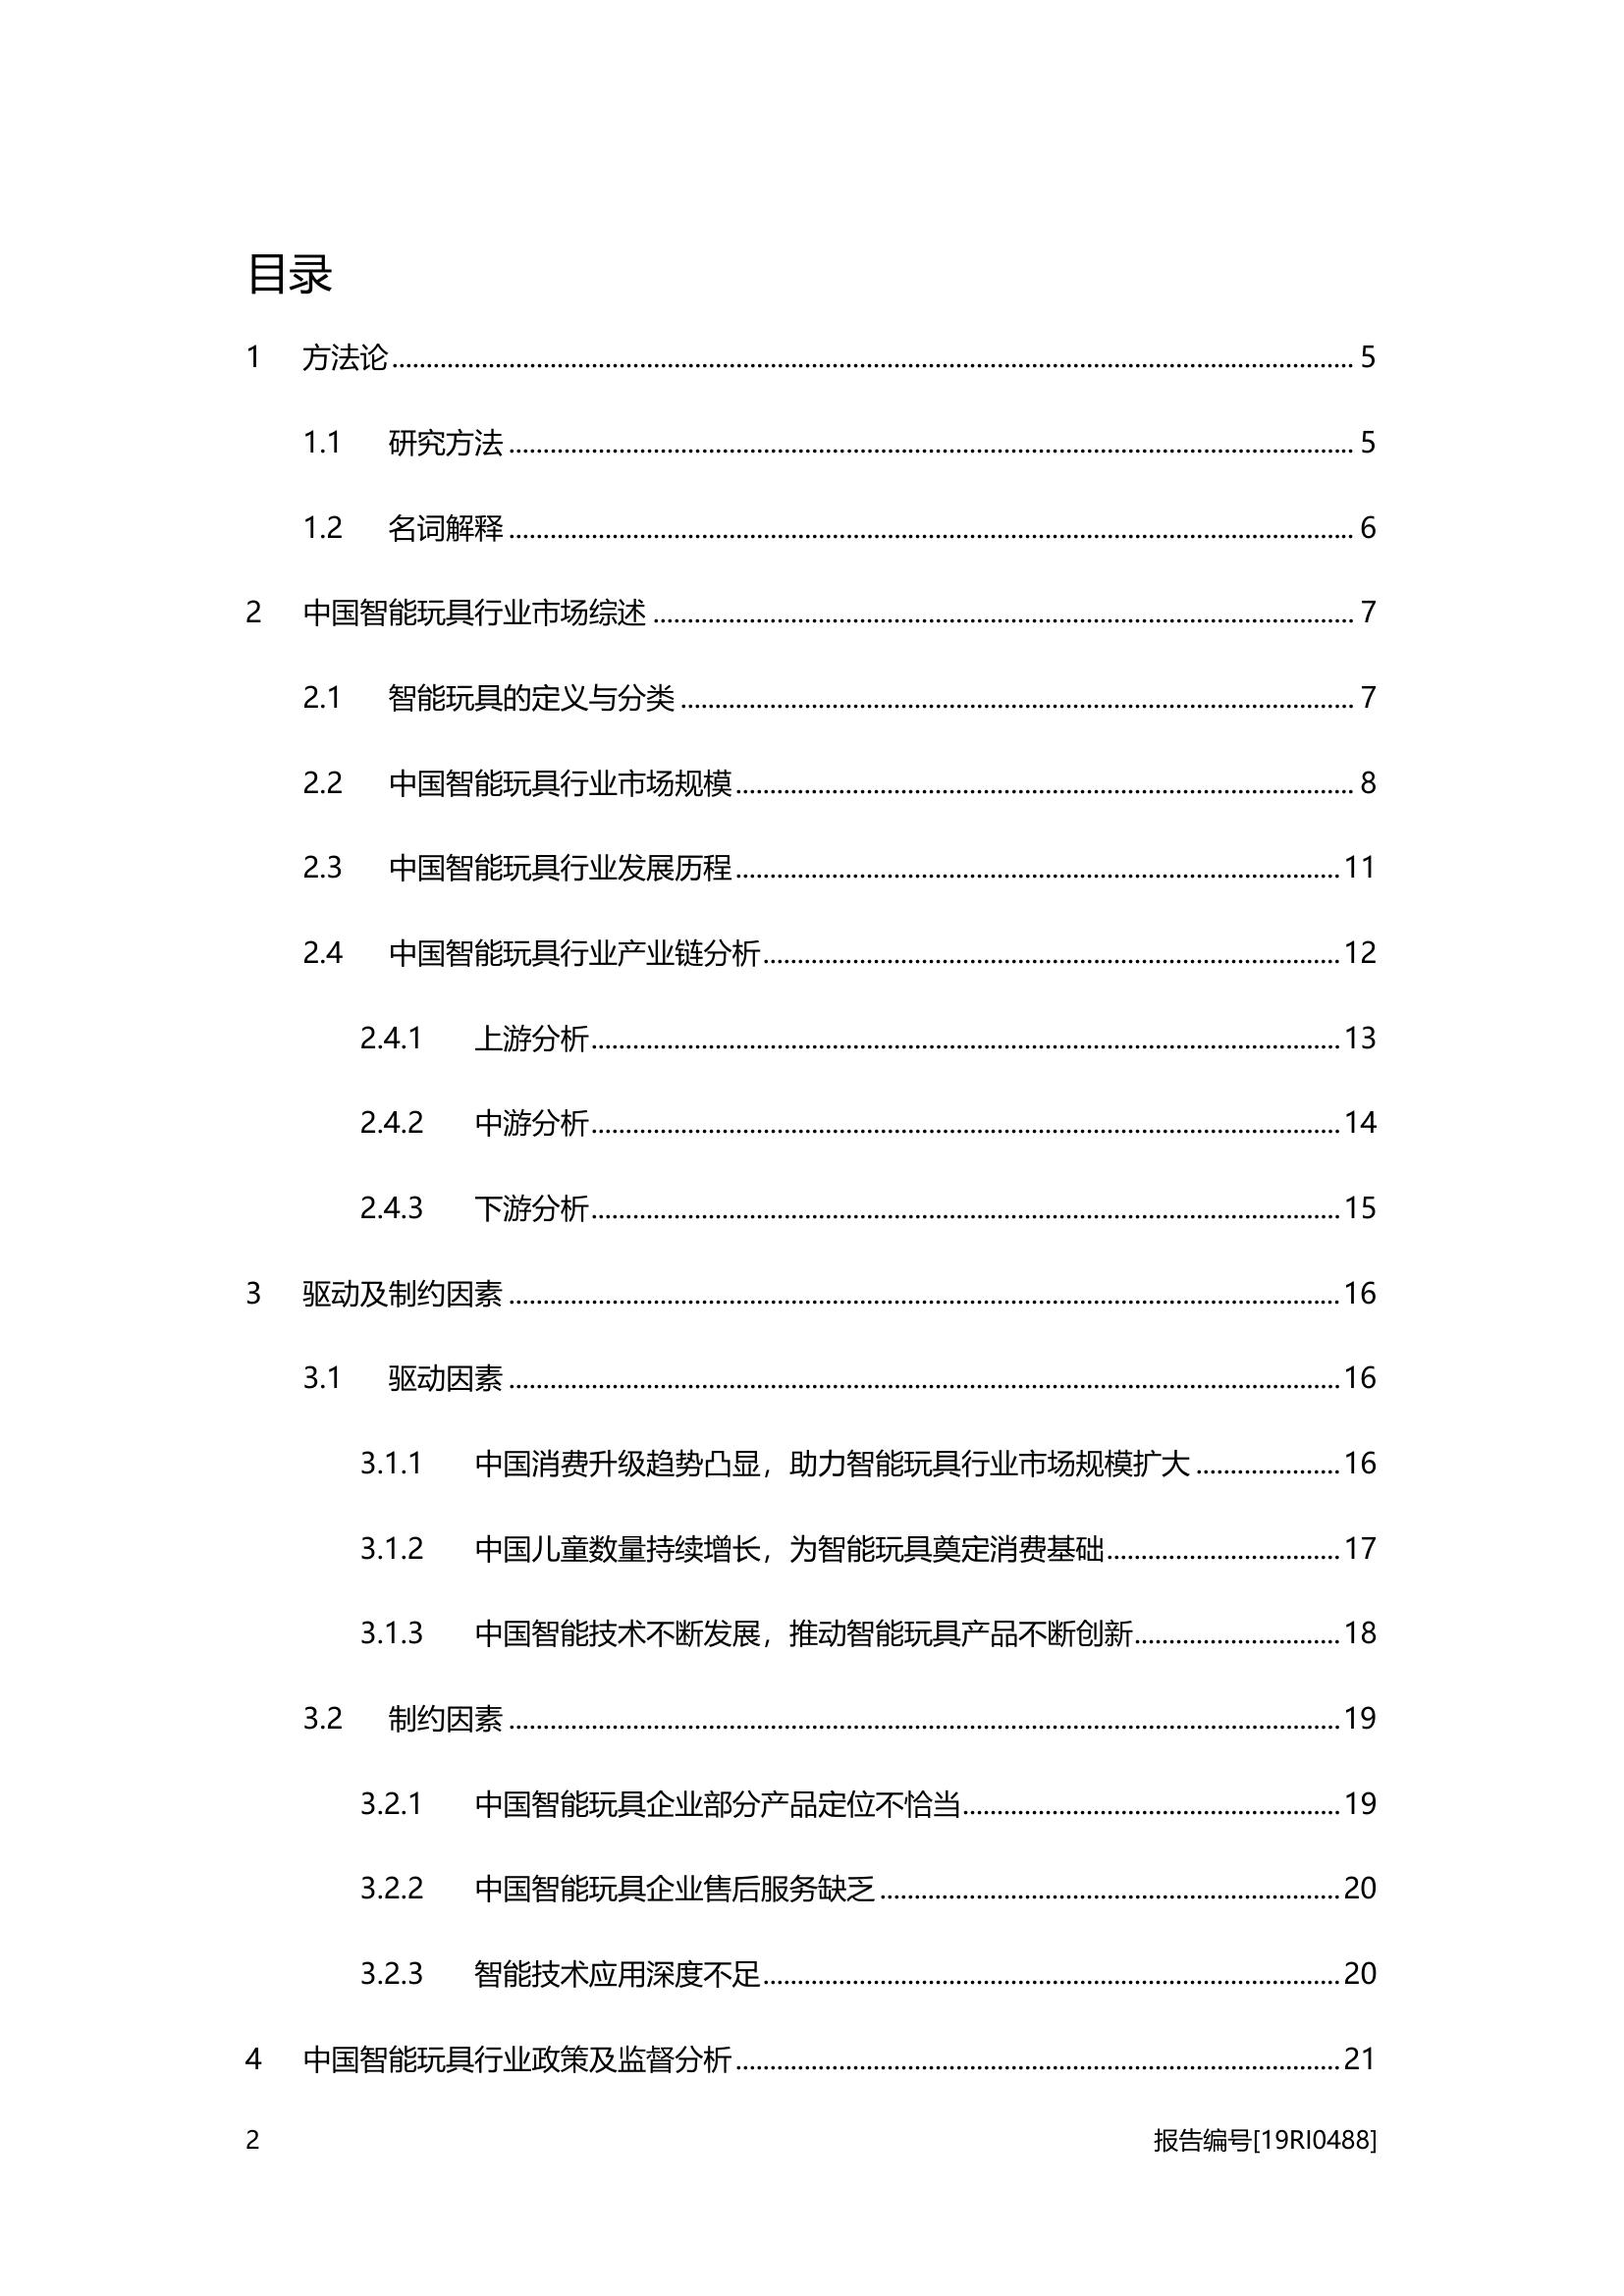 目录
1 方法论 5
1.1 研究方法 5
1.2 名词解释 6
2 中国智能玩具行业市场综述 7
2.1 智能玩具的定义与分类 7
2.2 中国智能玩具行业市场规模 8
2.3 中国智能玩具行业发展历程 11
2.4 中国智能玩具行业产业链分析 12
2.4.1 上游分析 13
2.4.2 中游分析 14
2.4.3 下游分析 15
3 驱动及制约因素 16
3.1 驱动因素 16
3.1.1 中国消费升级趋势凸显，助力智能玩具行业市场规模扩大 16
3.1.2 中国儿童数量持续增长，为智能玩具奠定消费基础 17
3.1.3 中国智能技术不断发展，推动智能玩具产品不断创新 18
3.2 制约因素 19
3.2.1 中国智能玩具企业部分产品定位不恰当 19
3.2.2 中国智能玩具企业售后服务缺乏 20
3.2.3 智能技术应用深度不足 20
4 中国智能玩具行业政策及监督分析 21
2 报告编号[19RI0488]